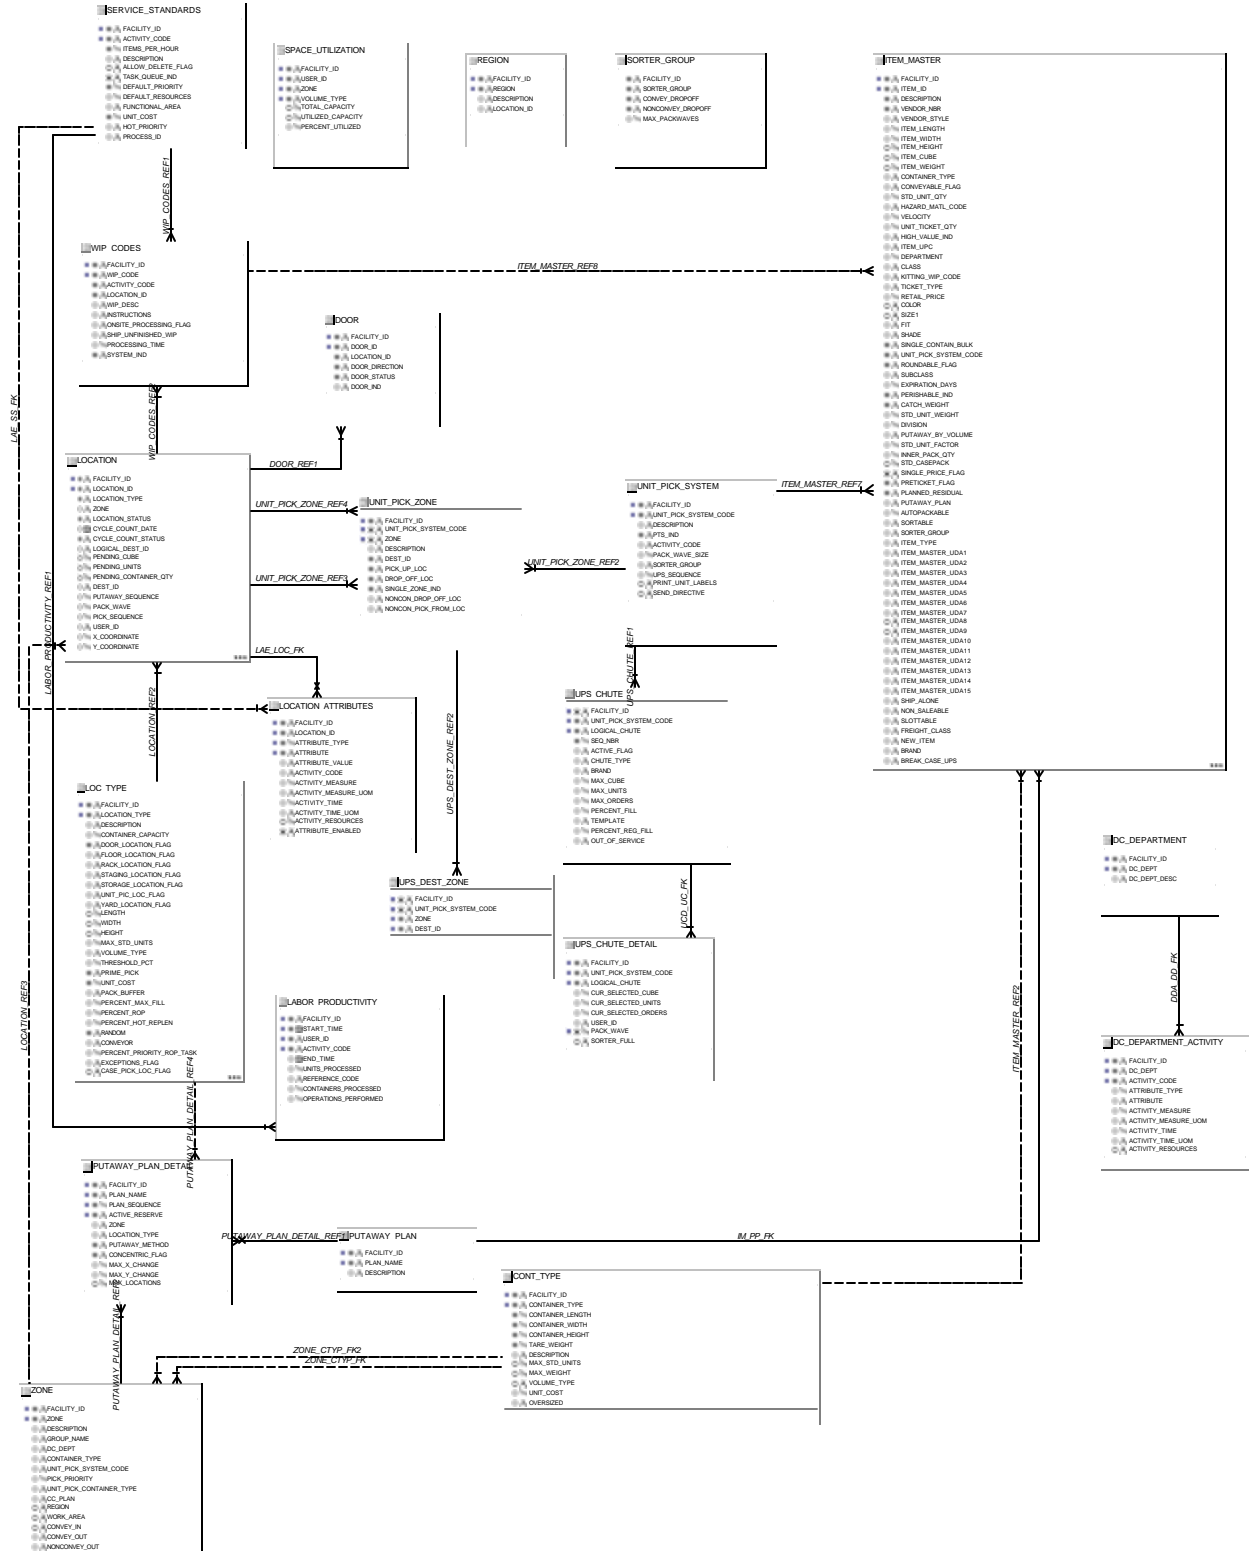 SERVICE_STANDARDS
FACILITY_ID
ACTIVITY_CODE
ITEMS_PER_HOUR
DESCRIPTION
ALLOW_DELETE_FLAG
TASK_QUEUE_IND
DEFAULT_PRIORITY
DEFAULT_RESOURCES
FUNCTIONAL_AREA
UNIT_COST
HOT_PRIORITY
PROCESS_ID
SPACE_UTILIZATION
FACILITY_ID
USER_ID
ZONE
VOLUME_TYPE
TOTAL_CAPACITY
UTILIZED_CAPACITY
PERCENT_UTILIZED
REGION
FACILITY_ID
REGION
DESCRIPTION
LOCATION_ID
SORTER_GROUP
FACILITY_ID
SORTER_GROUP
CONVEY_DROPOFF
NONCONVEY_DROPOFF
MAX_PACKWAVES
ITEM_MASTER
FACILITY_ID
ITEM_ID
DESCRIPTION
VENDOR_NBR
VENDOR_STYLE
ITEM_LENGTH
ITEM_WIDTH
ITEM_HEIGHT
ITEM_CUBE
ITEM_WEIGHT
CONTAINER_TYPE
CONVEYABLE_FLAG
STD_UNIT_QTY
HAZARD_MATL_CODE
VELOCITY
UNIT_TICKET_QTY
HIGH_VALUE_IND
ITEM_UPC
DEPARTMENT
CLASS
KITTING_WIP_CODE
TICKET_TYPE
RETAIL_PRICE
COLOR
SIZE1
FIT
SHADE
SINGLE_CONTAIN_BULK
UNIT_PICK_SYSTEM_CODE
ROUNDABLE_FLAG
SUBCLASS
EXPIRATION_DAYS
PERISHABLE_IND
CATCH_WEIGHT
STD_UNIT_WEIGHT
DIVISION
PUTAWAY_BY_VOLUME
STD_UNIT_FACTOR
INNER_PACK_QTY
STD_CASEPACK
SINGLE_PRICE_FLAG
PRETICKET_FLAG
PLANNED_RESIDUAL
PUTAWAY_PLAN
AUTOPACKABLE
SORTABLE
SORTER_GROUP
ITEM_TYPE
ITEM_MASTER_UDA1
ITEM_MASTER_UDA2
ITEM_MASTER_UDA3
ITEM_MASTER_UDA4
ITEM_MASTER_UDA5
ITEM_MASTER_UDA6
ITEM_MASTER_UDA7
ITEM_MASTER_UDA8
ITEM_MASTER_UDA9
ITEM_MASTER_UDA10
ITEM_MASTER_UDA11
ITEM_MASTER_UDA12
ITEM_MASTER_UDA13
ITEM_MASTER_UDA14
ITEM_MASTER_UDA15
SHIP_ALONE
NON_SALEABLE
SLOTTABLE
FREIGHT_CLASS
NEW_ITEM
BRAND
BREAK_CASE_UPS
WIP_CODES_REF1
WIP_CODES
FACILITY_ID
WIP_CODE
ACTIVITY_CODE
LOCATION_ID
WIP_DESC
INSTRUCTIONS
ONSITE_PROCESSING_FLAG
SHIP_UNFINISHED_WIP
PROCESSING_TIME
SYSTEM_IND
ITEM_MASTER_REF8
DOOR
FACILITY_ID
DOOR_ID
LOCATION_ID
DOOR_DIRECTION
DOOR_STATUS
DOOR_IND
LAE_SS_FK
WIP_CODES_REF2
LOCATION
FACILITY_ID
LOCATION_ID
LOCATION_TYPE
ZONE
LOCATION_STATUS
CYCLE_COUNT_DATE
CYCLE_COUNT_STATUS
LOGICAL_DEST_ID
PENDING_CUBE
PENDING_UNITS
PENDING_CONTAINER_QTY
DEST_ID
PUTAWAY_SEQUENCE
PACK_WAVE
PICK_SEQUENCE
USER_ID
X_COORDINATE
Y_COORDINATE
DOOR_REF1
UNIT_PICK_ZONE_REF4
UNIT_PICK_ZONE_REF3
LAE_LOC_FK
UNIT_PICK_ZONE
FACILITY_ID
UNIT_PICK_SYSTEM_CODE
ZONE
DESCRIPTION
DEST_ID
PICK_UP_LOC
DROP_OFF_LOC
SINGLE_ZONE_IND
NONCON_DROP_OFF_LOC
NONCON_PICK_FROM_LOC
UNIT_PICK_ZONE_REF2
UNIT_PICK_SYSTEM
FACILITY_ID
UNIT_PICK_SYSTEM_CODE
DESCRIPTION
PTS_IND
ACTIVITY_CODE
PACK_WAVE_SIZE
SORTER_GROUP
UPS_SEQUENCE
PRINT_UNIT_LABELS
SEND_DIRECTIVE
ITEM_MASTER_REF7
LABOR_PRODUCTIVITY_REF1
LOCATION_REF2
UPS_CHUTE_REF1
LOCATION_ATTRIBUTES
FACILITY_ID
LOCATION_ID
ATTRIBUTE_TYPE
ATTRIBUTE
ATTRIBUTE_VALUE
ACTIVITY_CODE
ACTIVITY_MEASURE
ACTIVITY_MEASURE_UOM
ACTIVITY_TIME
ACTIVITY_TIME_UOM
ACTIVITY_RESOURCES
ATTRIBUTE_ENABLED
UPS_DEST_ZONE_REF2
UPS_CHUTE
FACILITY_ID
UNIT_PICK_SYSTEM_CODE
LOGICAL_CHUTE
SEQ_NBR
ACTIVE_FLAG
CHUTE_TYPE
BRAND
MAX_CUBE
MAX_UNITS
MAX_ORDERS
PERCENT_FILL
TEMPLATE
PERCENT_REG_FILL
OUT_OF_SERVICE
LOC_TYPE
FACILITY_ID
LOCATION_TYPE
DESCRIPTION
CONTAINER_CAPACITY
DOOR_LOCATION_FLAG
FLOOR_LOCATION_FLAG
RACK_LOCATION_FLAG
STAGING_LOCATION_FLAG
STORAGE_LOCATION_FLAG
UNIT_PIC_LOC_FLAG
YARD_LOCATION_FLAG
LENGTH
WIDTH
HEIGHT
MAX_STD_UNITS
VOLUME_TYPE
THRESHOLD_PCT
PRIME_PICK
UNIT_COST
PACK_BUFFER
PERCENT_MAX_FILL
PERCENT_ROP
PERCENT_HOT_REPLEN
RANDOM
CONVEYOR
PERCENT_PRIORITY_ROP_TASK
EXCEPTIONS_FLAG
CASE_PICK_LOC_FLAG
UPS_DEST_ZONE
FACILITY_ID
UNIT_PICK_SYSTEM_CODE
ZONE
DEST_ID
UCD_UC_FK
UPS_CHUTE_DETAIL
FACILITY_ID
UNIT_PICK_SYSTEM_CODE
LOGICAL_CHUTE
CUR_SELECTED_CUBE
CUR_SELECTED_UNITS
CUR_SELECTED_ORDERS
USER_ID
PACK_WAVE
SORTER_FULL
DC_DEPARTMENT
FACILITY_ID
DC_DEPT
DC_DEPT_DESC
DDA_DD_FK
DC_DEPARTMENT_ACTIVITY
FACILITY_ID
DC_DEPT
ACTIVITY_CODE
ATTRIBUTE_TYPE
ATTRIBUTE
ACTIVITY_MEASURE
ACTIVITY_MEASURE_UOM
ACTIVITY_TIME
ACTIVITY_TIME_UOM
ACTIVITY_RESOURCES
LABOR_PRODUCTIVITY
FACILITY_ID
START_TIME
USER_ID
ACTIVITY_CODE
END_TIME
UNITS_PROCESSED
REFERENCE_CODE
CONTAINERS_PROCESSED
OPERATIONS_PERFORMED
LOCATION_REF3
ITEM_MASTER_REF2
PUTAWAY_PLAN_DETAIL_REF4
PUTAWAY_PLAN_DETAIL
FACILITY_ID
PLAN_NAME
PLAN_SEQUENCE
ACTIVE_RESERVE
ZONE
LOCATION_TYPE
PUTAWAY_METHOD
CONCENTRIC_FLAG
MAX_X_CHANGE
MAX_Y_CHANGE
MAX_LOCATIONS
PUTAWAY_PLAN
FACILITY_ID
PLAN_NAME
DESCRIPTION
IM_PP_FK
CONT_TYPE
FACILITY_ID
CONTAINER_TYPE
CONTAINER_LENGTH
CONTAINER_WIDTH
CONTAINER_HEIGHT
TARE_WEIGHT
DESCRIPTION
MAX_STD_UNITS
MAX_WEIGHT
VOLUME_TYPE
UNIT_COST
OVERSIZED
ZONE_CTYP_FK2
ZONE_CTYP_FK
ZONE
FACILITY_ID
ZONE
DESCRIPTION
GROUP_NAME
DC_DEPT
CONTAINER_TYPE
UNIT_PICK_SYSTEM_CODE
PICK_PRIORITY
UNIT_PICK_CONTAINER_TYPE
CC_PLAN
REGION
WORK_AREA
CONVEY_IN
CONVEY_OUT
NONCONVEY_OUT